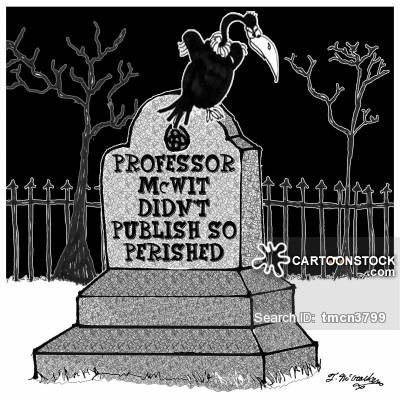 PROFESSOR
McWIT
DIDN'T
PUBLISH SO
PERISHED
CARTOONSTOCK
.com
Search ID: tmcn3799